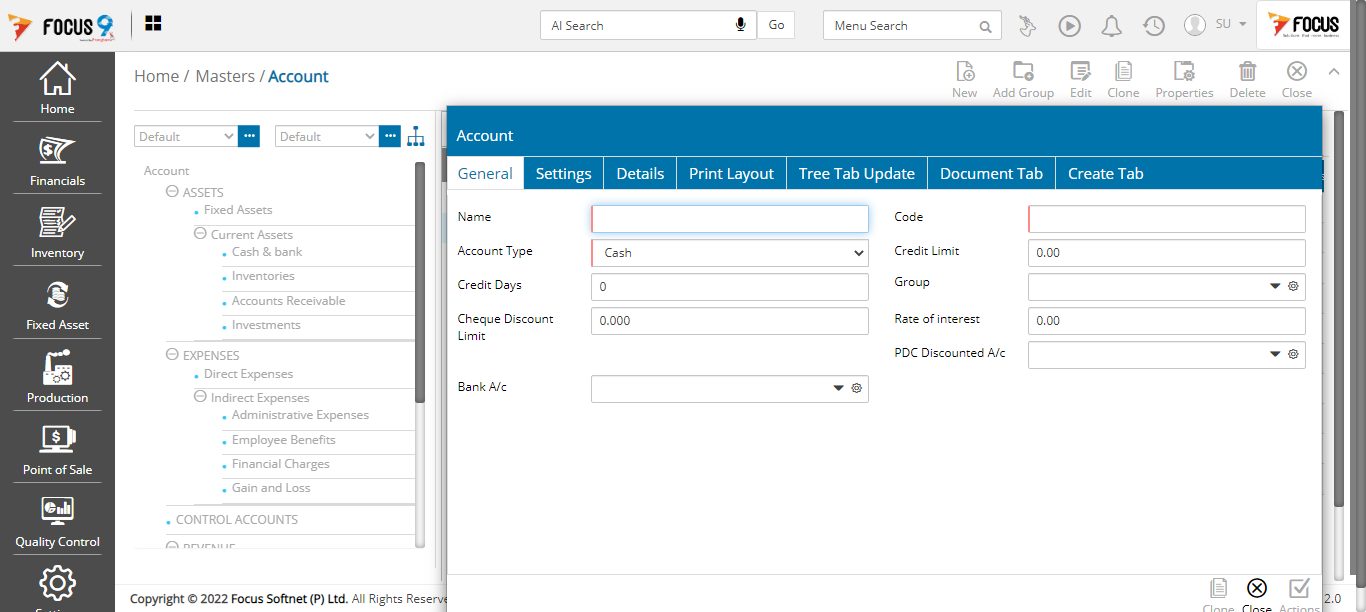 FOCUS 9
AI Search
Go
Menu Search
SU
FOCUS
Home
Financials
Inventory
Fixed Asset
Production
Point of Sale
Quality Control
Home / Masters / Account
New
Add Group
Edit
Clone
Properties
Delete
Close
Default
Default
Account
ASSETS
Fixed Assets
Current Assets
Cash & bank
Inventories
Accounts Receivable
Investments
EXPENSES
Direct Expenses
Indirect Expenses
Administrative Expenses
Employee Benefits
Financial Charges
Gain and Loss
CONTROL ACCOUNTS
REVENUE
Account
General
Settings
Details
Print Layout
Tree Tab Update
Document Tab
Create Tab
Name
Code
Account Type
Cash
Credit Limit
0.00
Credit Days
0
Group
Cheque Discount
Limit
0.000
Rate of interest
0.00
PDC Discounted A/c
Bank A/c
Clone
Close
Actions
Copyright © 2022 Focus Softnet (P) Ltd. All Rights Reserve
2.0